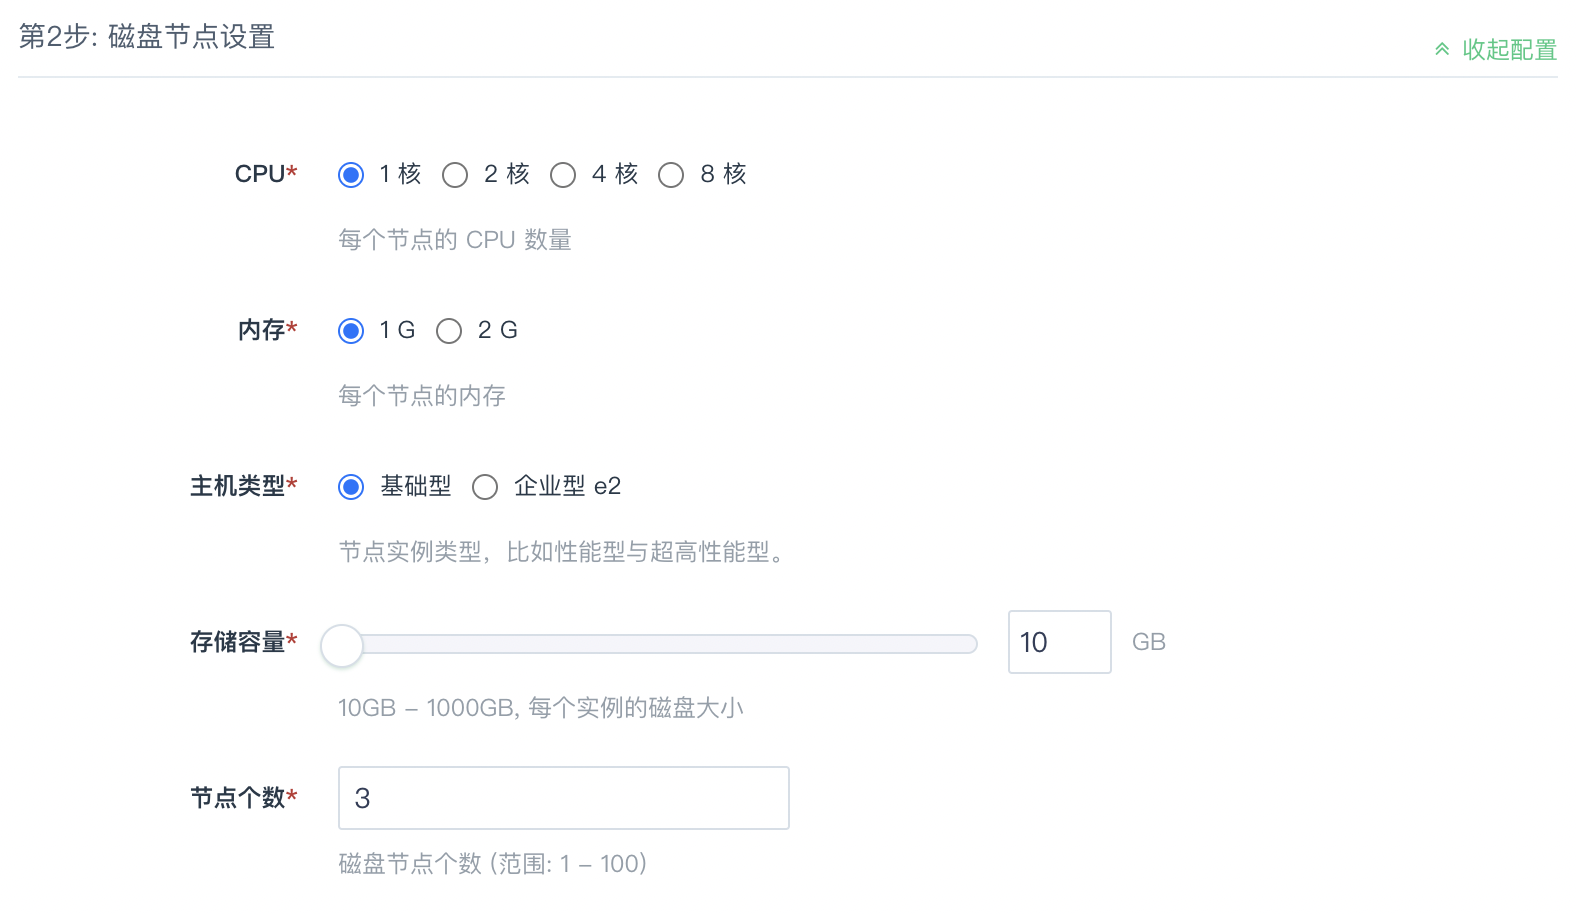 第2步: 磁盘节点设置
收起配置
CPU* 1 核 2 核 4 核 8 核
每个节点的 CPU 数量
内存* 1 G 2 G
每个节点的内存
主机类型* 基础型 企业型 e2
节点实例类型，比如性能型与超高性能型。
存储容量* 10 GB
10GB – 1000GB, 每个实例的磁盘大小
节点个数* 3
磁盘节点个数 (范围: 1 – 100)